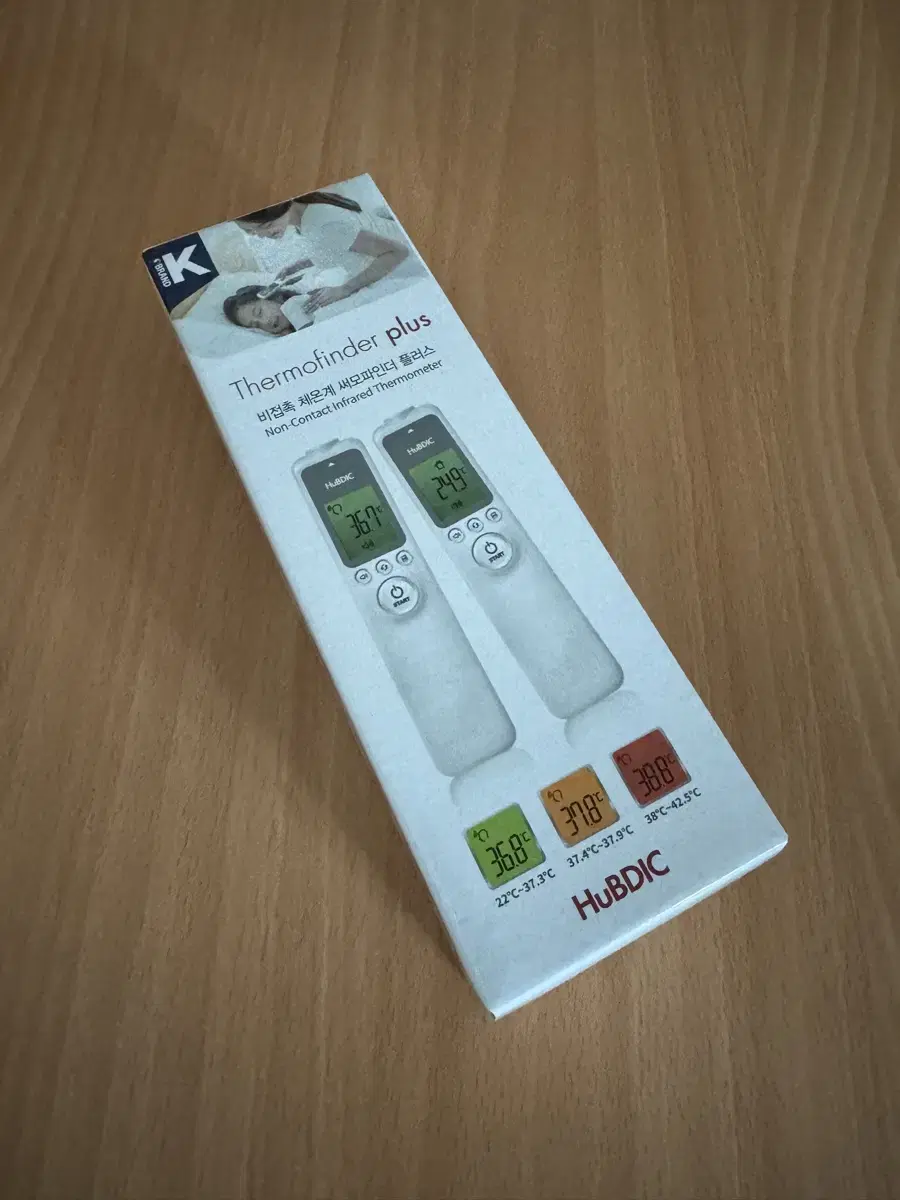 K BRAND
Thermofinder plus
비접촉 체온계 써모파인더 플러스
Non-Contact Infrared Thermometer
HuBDIC
36.7°C
START
HuBDIC
24.9°C
START
36.8°C
22°C~37.3°C
37.8°C
37.4°C~37.9°C
38.8°C
38°C~42.5°C
HuBDIC